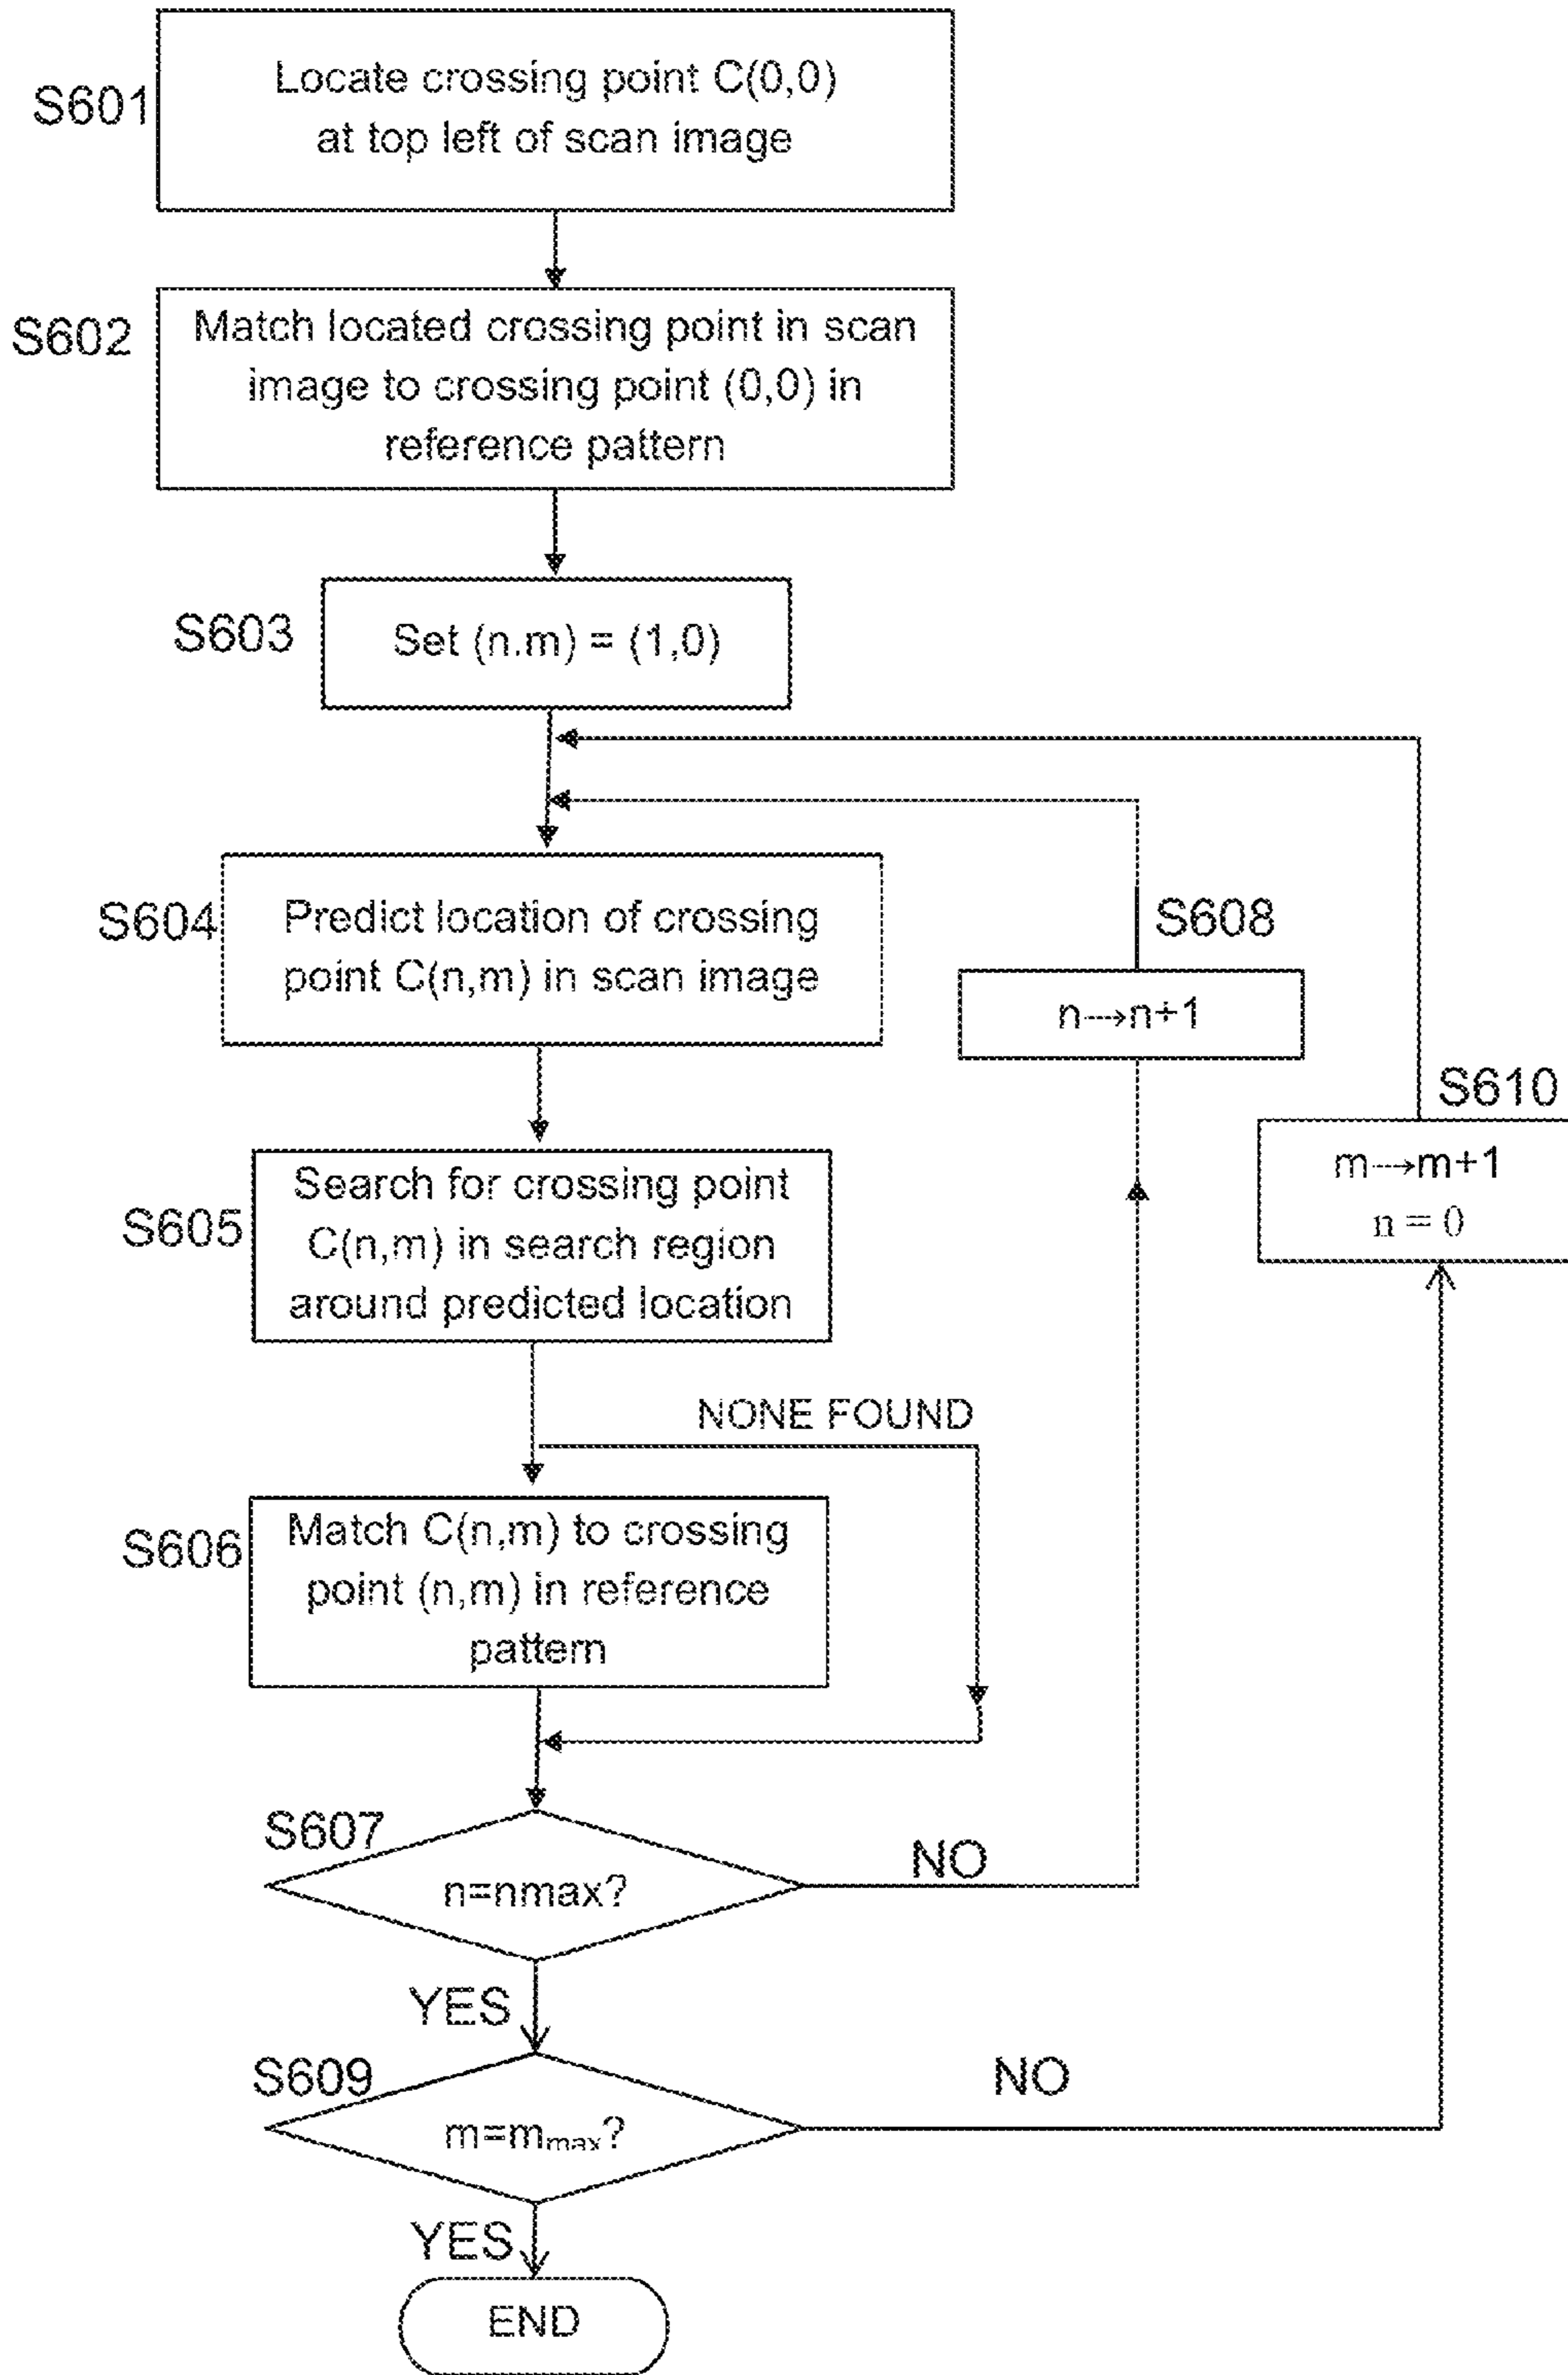 S601
Locate crossing point C(0,0)
at top left of scan image
S602
Match located crossing point in scan
image to crossing point (0,0) in
reference pattern
S603
Set (n.m) = (1,0)
S604
Predict location of crossing
point C(n,m) in scan image
S608
n→n+1
S610
m→m+1
n = 0
S605
Search for crossing point
C(n,m) in search region
around predicted location
NONE FOUND
S606
Match C(n,m) to crossing
point (n,m) in reference
pattern
S607
n=nmax?
NO
YES
S609
m=mmax?
NO
YES
END